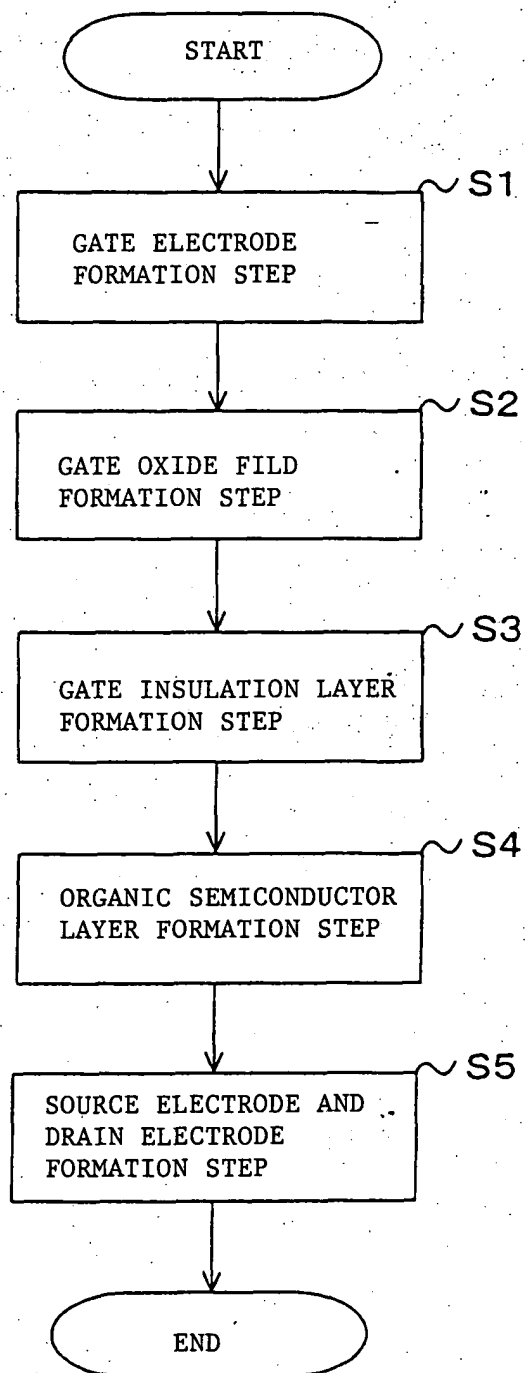 START
S1
GATE ELECTRODE
FORMATION STEP
S2
GATE OXIDE FILD
FORMATION STEP
S3
GATE INSULATION LAYER
FORMATION STEP
S4
ORGANIC SEMICONDUCTOR
LAYER FORMATION STEP
S5
SOURCE ELECTRODE AND
DRAIN ELECTRODE
FORMATION STEP
END